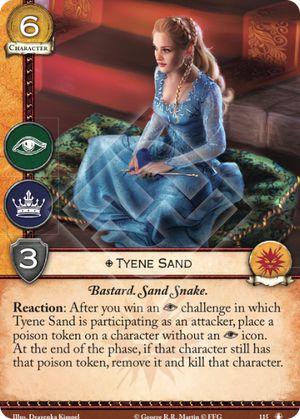 6
CHARACTER
3
TYENE SAND
Bastard. Sand Snake.
Reaction: After you win an challenge in which
Tyene Sand is participating as an attacker, place a
poison token on a character without an icon.
At the end of the phase, if that character still has
that poison token, remove it and kill that character.
Illus. Drazenka Kimpel
© George R.R. Martin © FFG
115